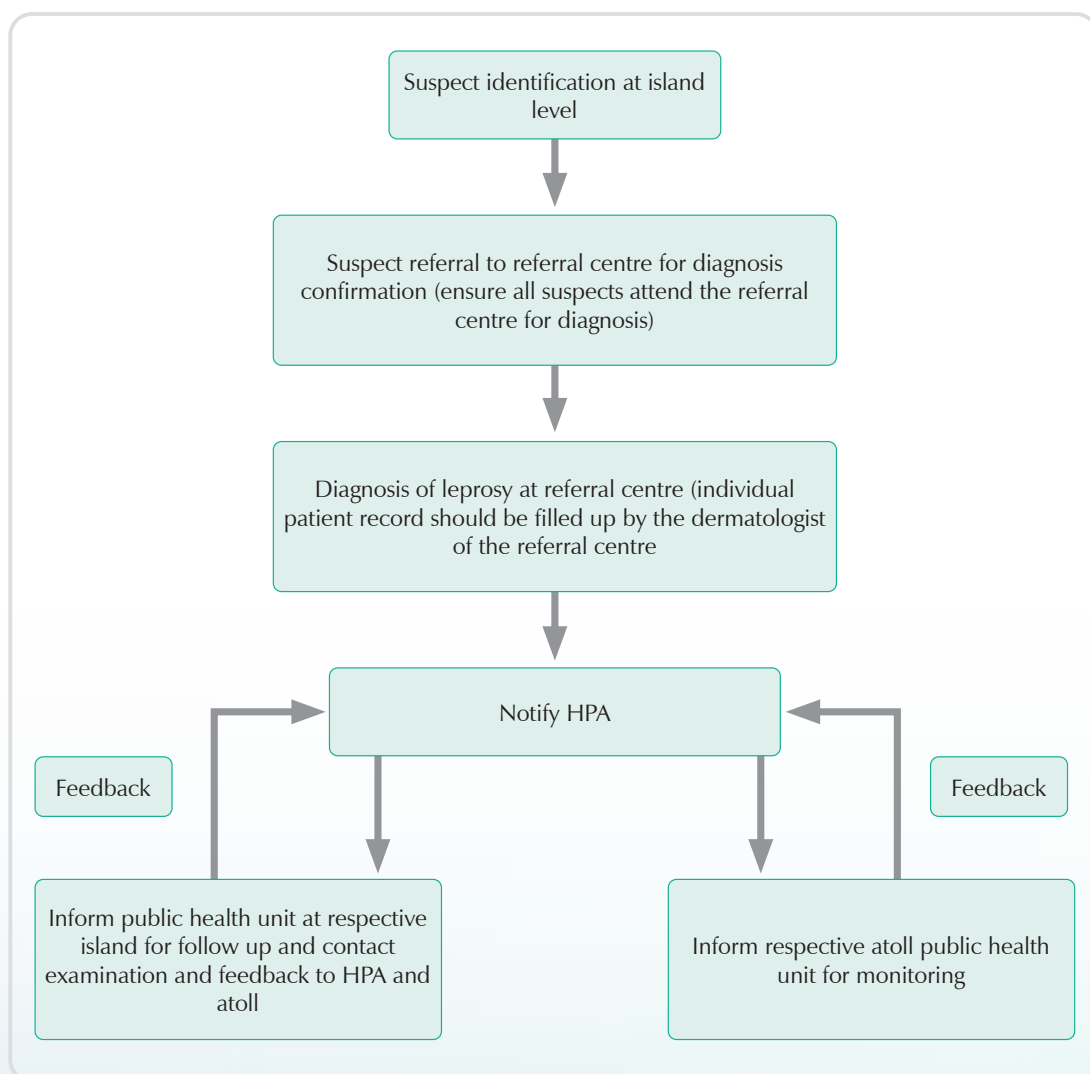 Suspect identification at island
level
Suspect referral to referral centre for diagnosis
confirmation (ensure all suspects attend the referral
centre for diagnosis)
Diagnosis of leprosy at referral centre (individual
patient record should be filled up by the dermatologist
of the referral centre
Notify HPA
Feedback
Feedback
Inform public health unit at respective
island for follow up and contact
examination and feedback to HPA and
atoll
Inform respective atoll public health
unit for monitoring